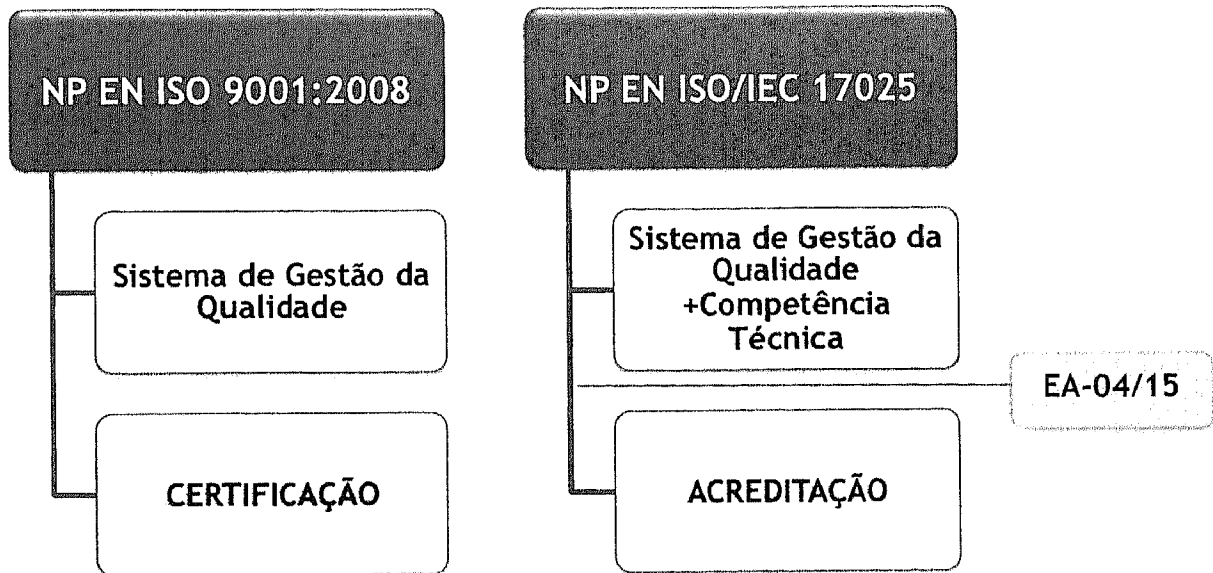 NP EN ISO 9001:2008
Sistema de Gestão da
Qualidade
CERTIFICAÇÃO
NP EN ISO/IEC 17025
Sistema de Gestão da
Qualidade
+Competência
Técnica
EA-04/15
ACREDITAÇÃO